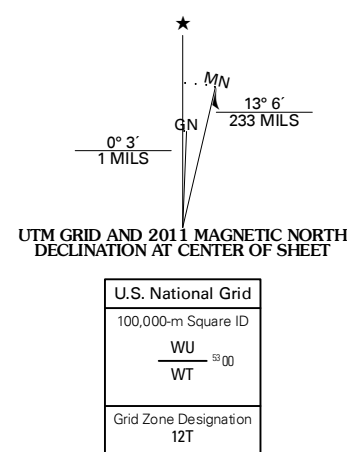 ★
MN
GN
13° 6´
233 MILS
0° 3´
1 MILS
UTM GRID AND 2011 MAGNETIC NORTH
DECLINATION AT CENTER OF SHEET
U.S. National Grid
100,000-m Square ID
WU
53 00
WT
Grid Zone Designation
12T